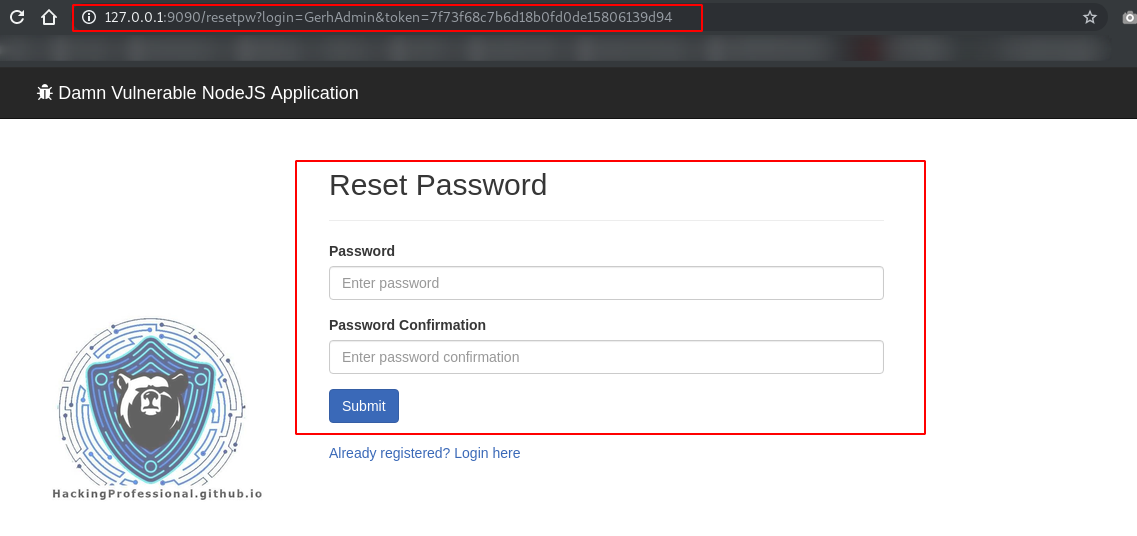 127.0.0.1:9090/resetpw?login=GerhAdmin&token=7f73f68c7b6d18b0fd0de15806139d94
Damn Vulnerable NodeJS Application
Reset Password
Password
Enter password
Password Confirmation
Enter password confirmation
Submit
Already registered? Login here
HackingProfessional.github.io